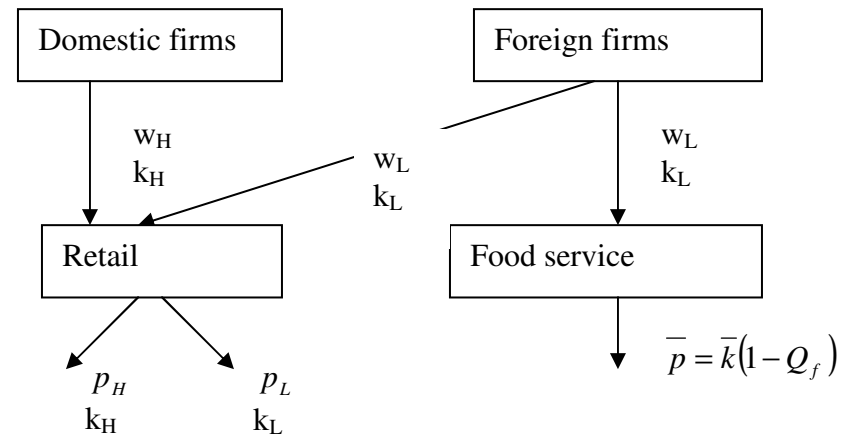 Domestic firms
Foreign firms
w_H
k_H
w_L
k_L
w_L
k_L
Retail
Food service
p_H
k_H
p_L
k_L
p̅ = k̅(1 − Q_f)